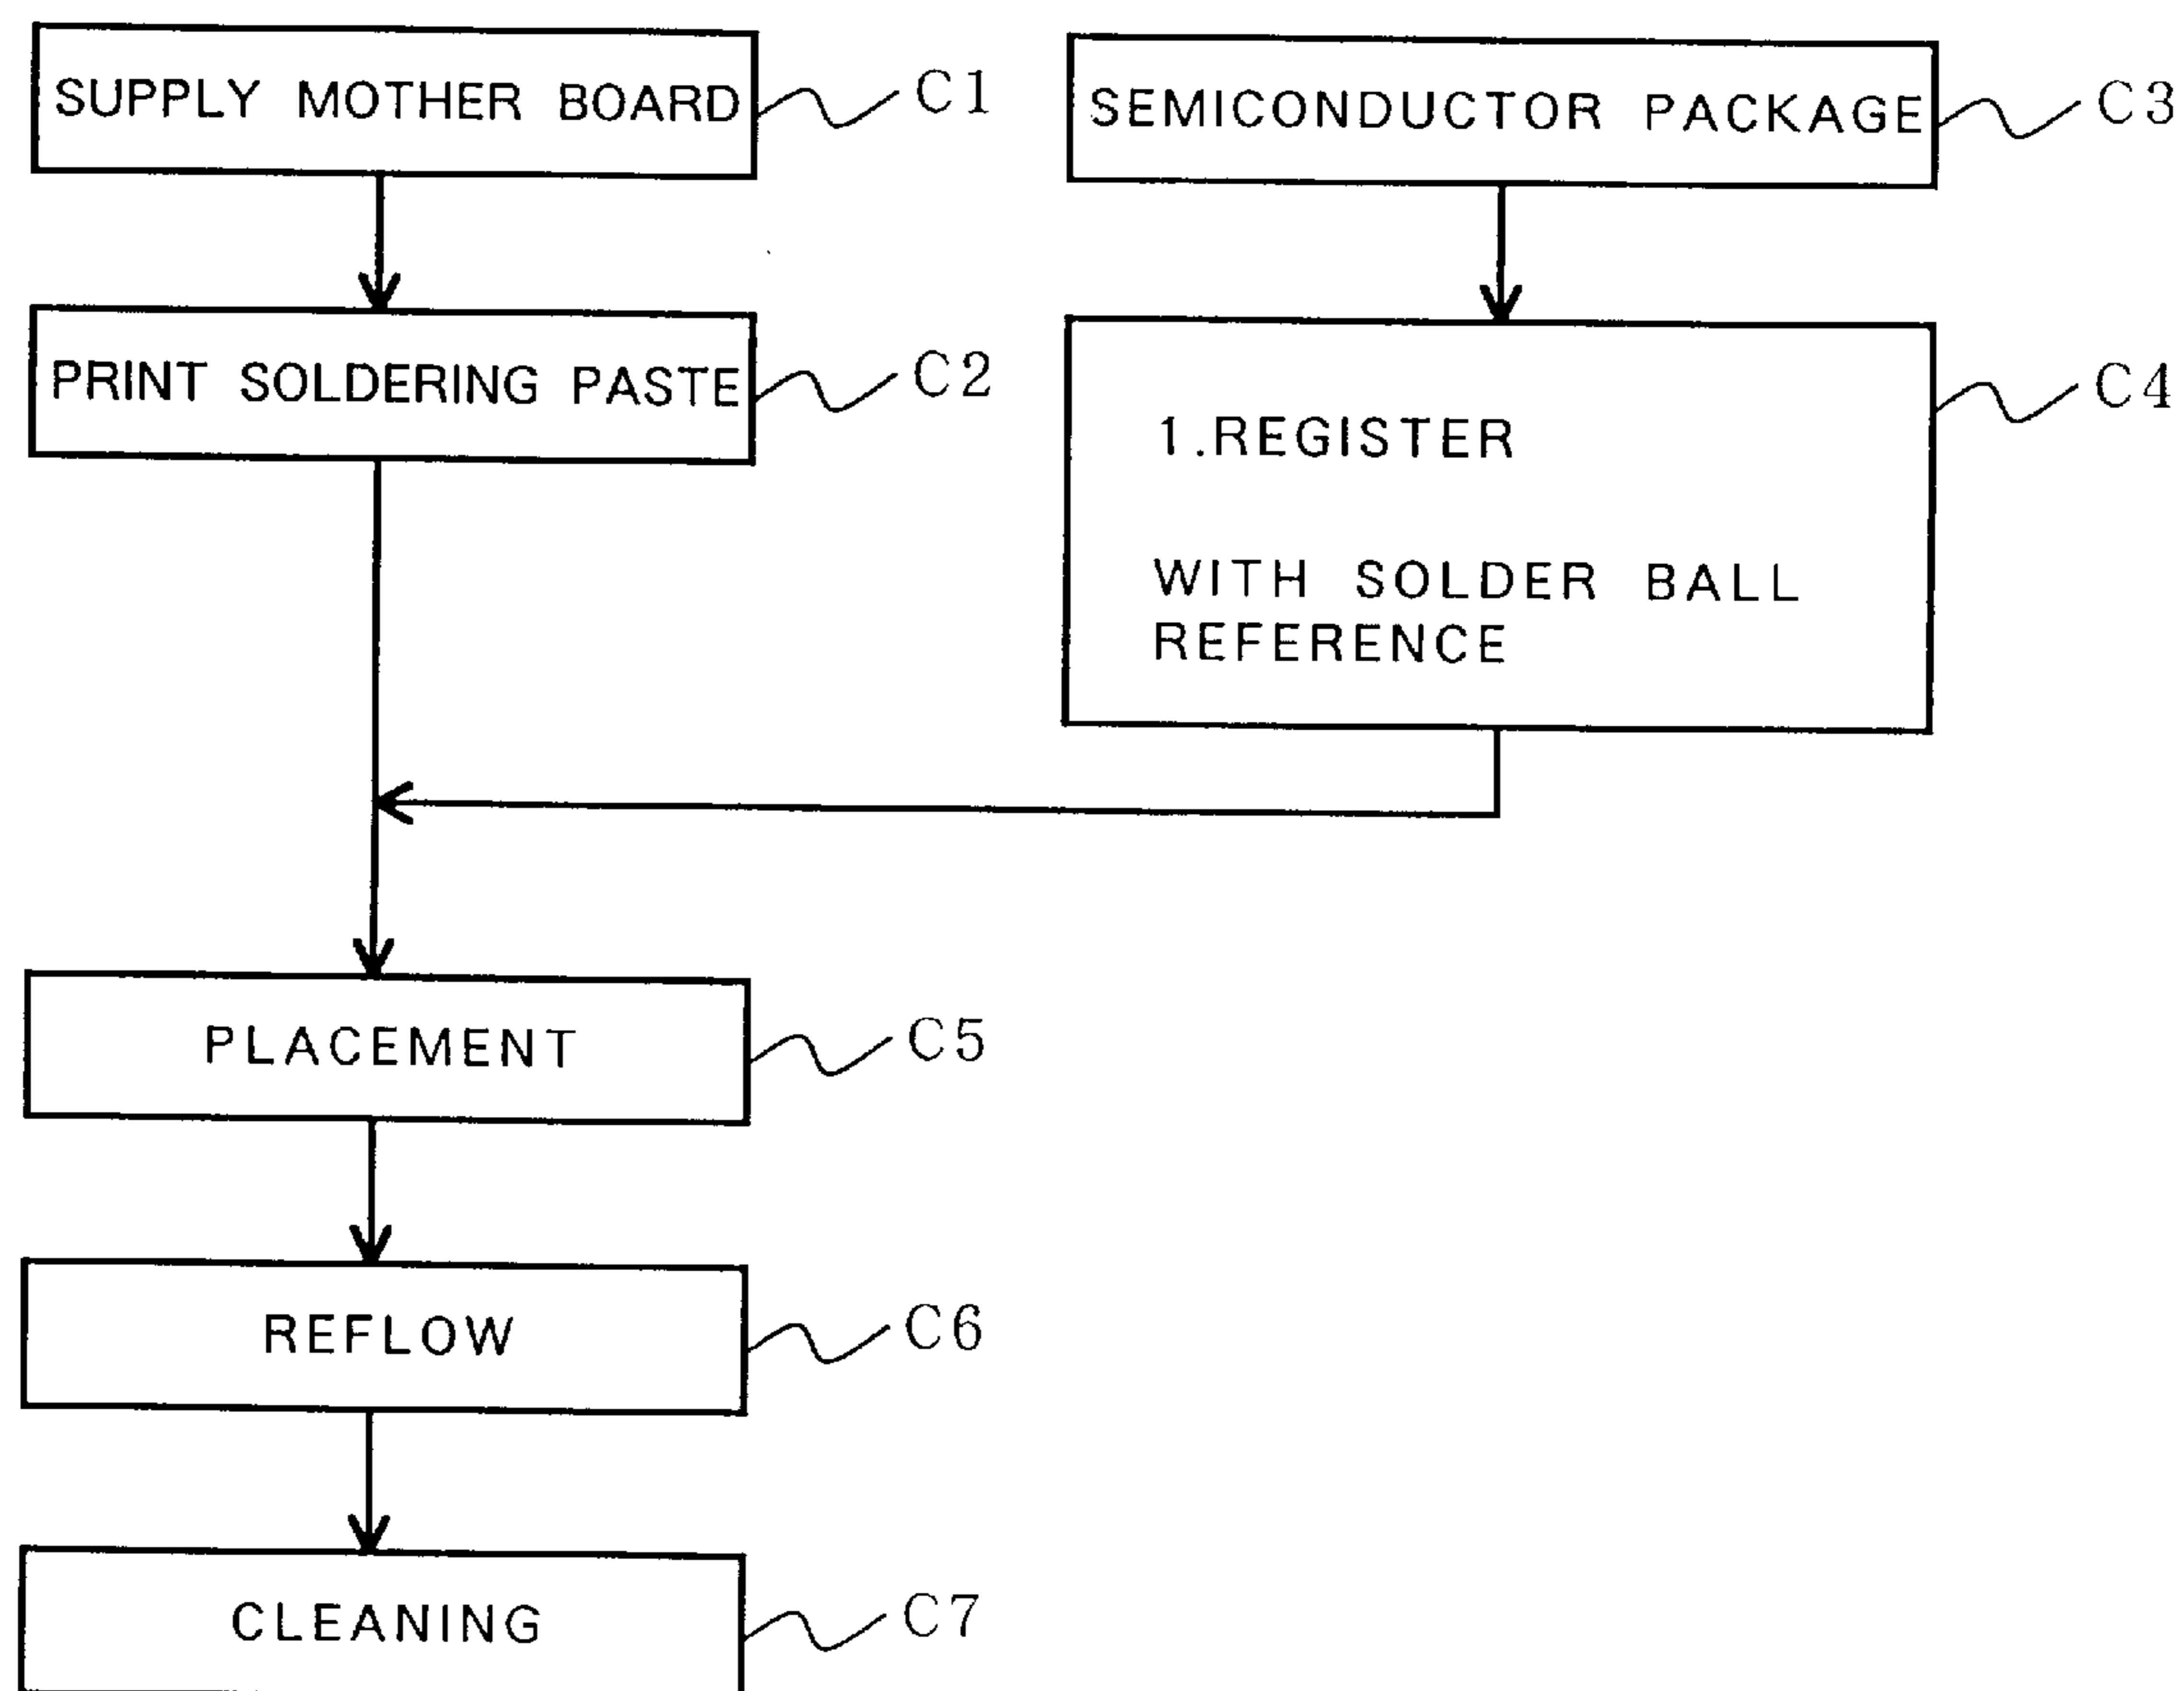 SUPPLY MOTHER BOARD
C1
SEMICONDUCTOR PACKAGE
C3
PRINT SOLDERING PASTE
C2
1.REGISTER
WITH SOLDER BALL
REFERENCE
C4
PLACEMENT
C5
REFLOW
C6
CLEANING
C7